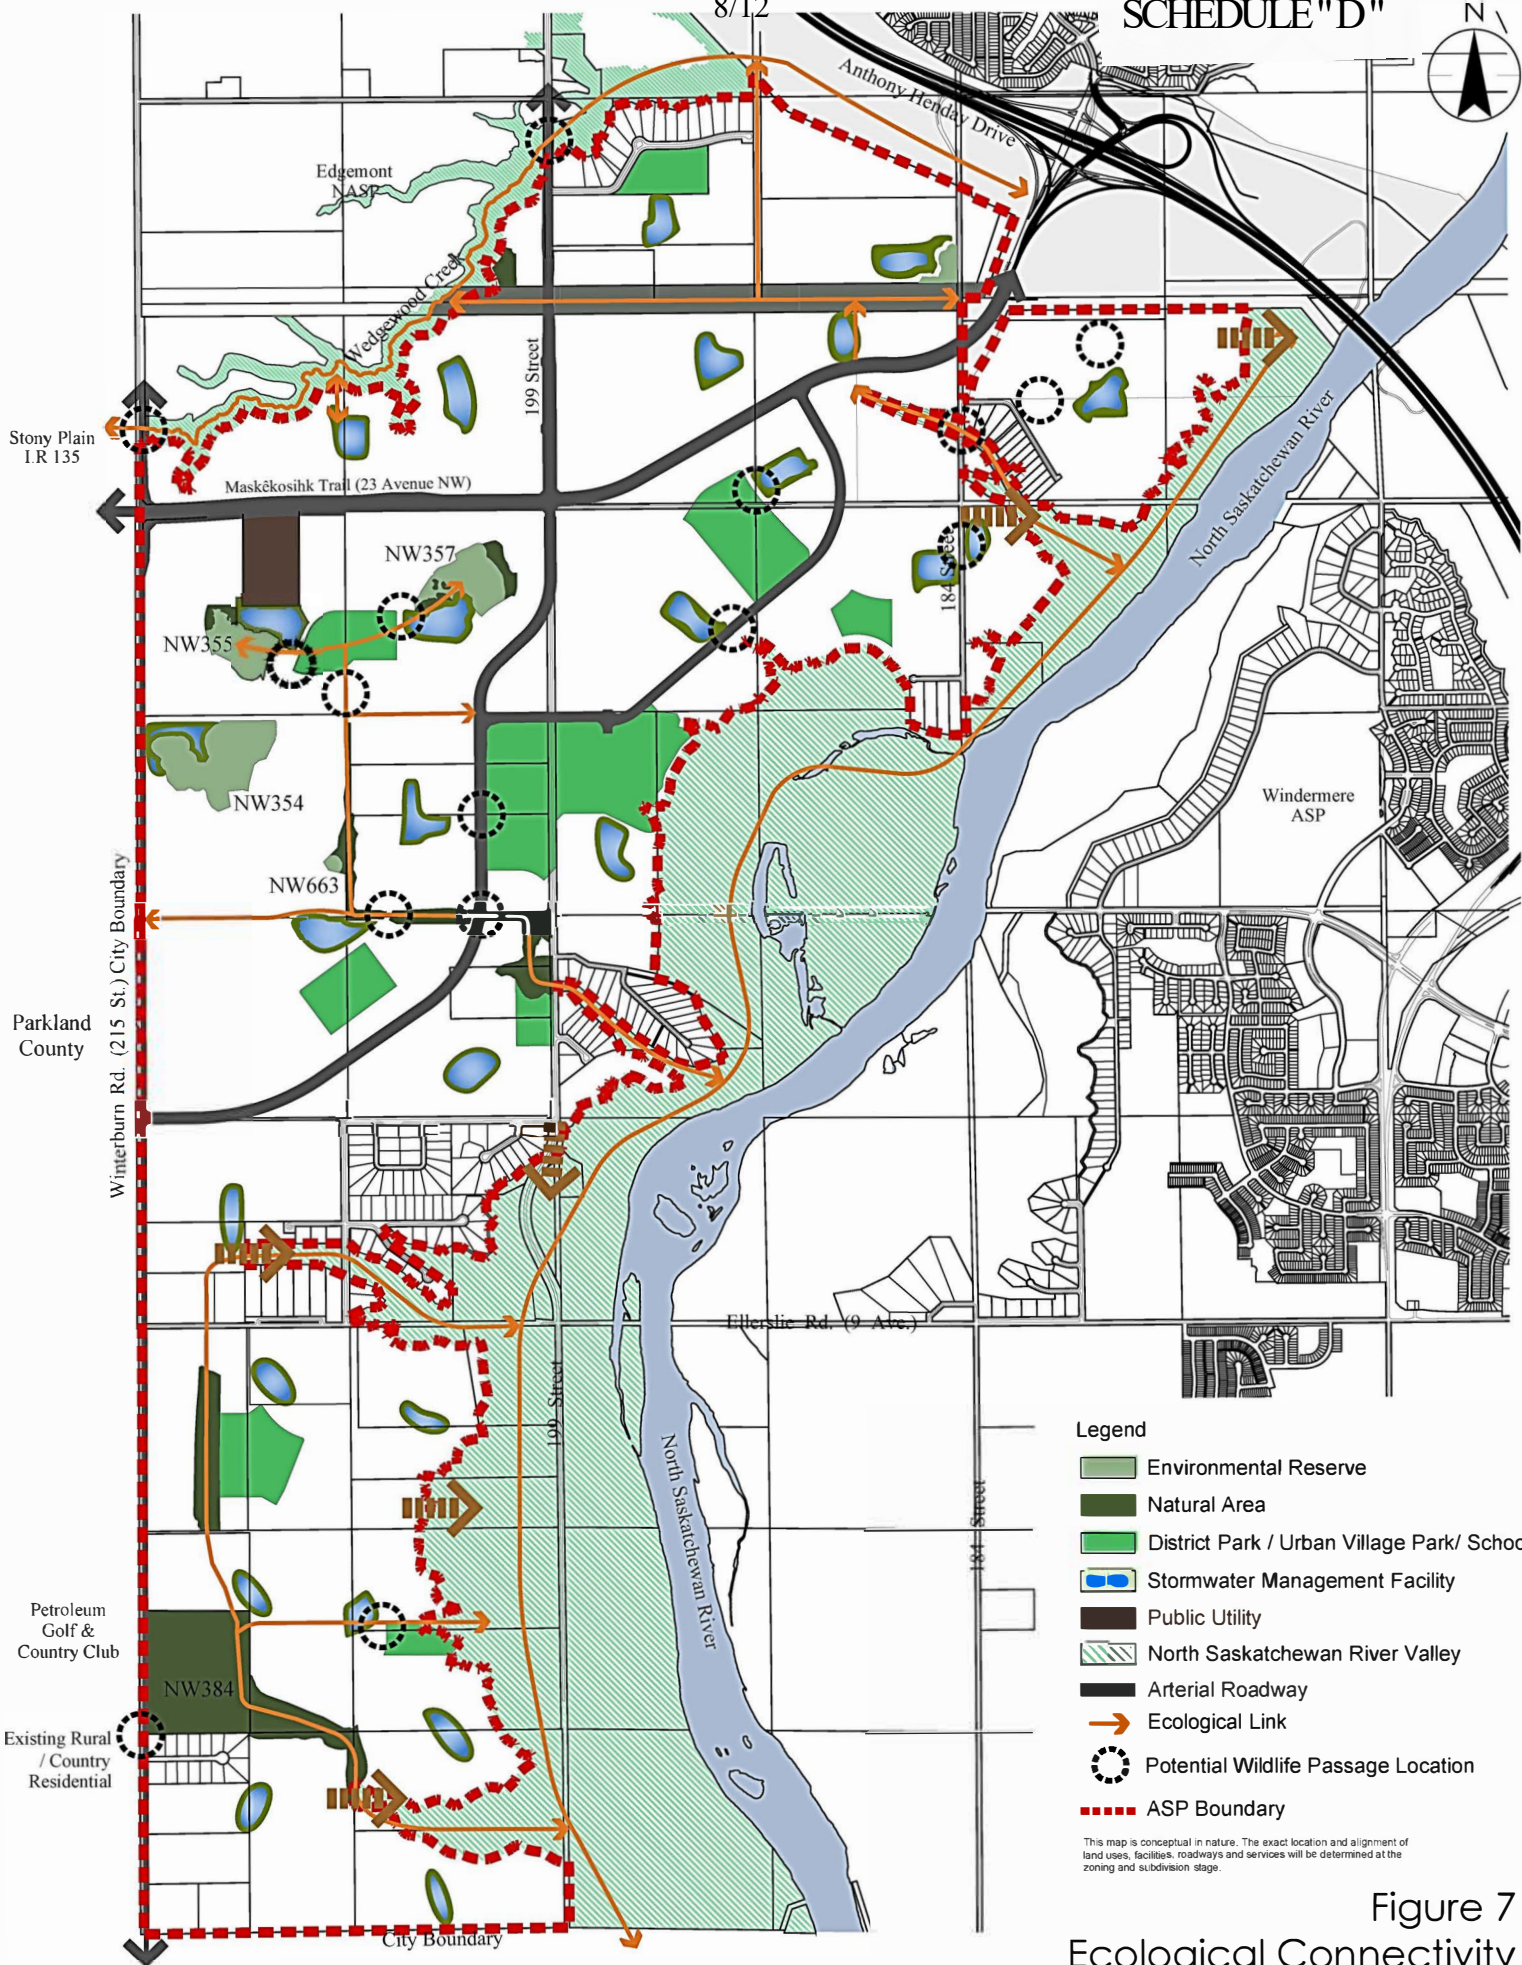 8/12
SCHEDULE "D"
N
Anthony Henday Drive
Edgemont
NASP
Wedgewood Creek
199 Street
Stony Plain
I.R 135
Maskêkosihk Trail (23 Avenue NW)
North Saskatchewan River
NW357
184 Street
NW355
NW354
Windermere
ASP
NW663
Winterburn Rd. (215 St.) City Boundary
Parkland
County
Ellerslie Rd. (9 Ave.)
199 Street
North Saskatchewan River
184 Street
Petroleum
Golf &
Country Club
NW384
Existing Rural
/ Country
Residential
City Boundary
Legend
Environmental Reserve
Natural Area
District Park / Urban Village Park/ Schoo
Stormwater Management Facility
Public Utility
North Saskatchewan River Valley
Arterial Roadway
Ecological Link
Potential Wildlife Passage Location
ASP Boundary
This map is conceptual in nature. The exact location and alignment of
land uses, facilities, roadways and services will be determined at the
zoning and subdivision stage.
Figure 7
Ecological Connectivity